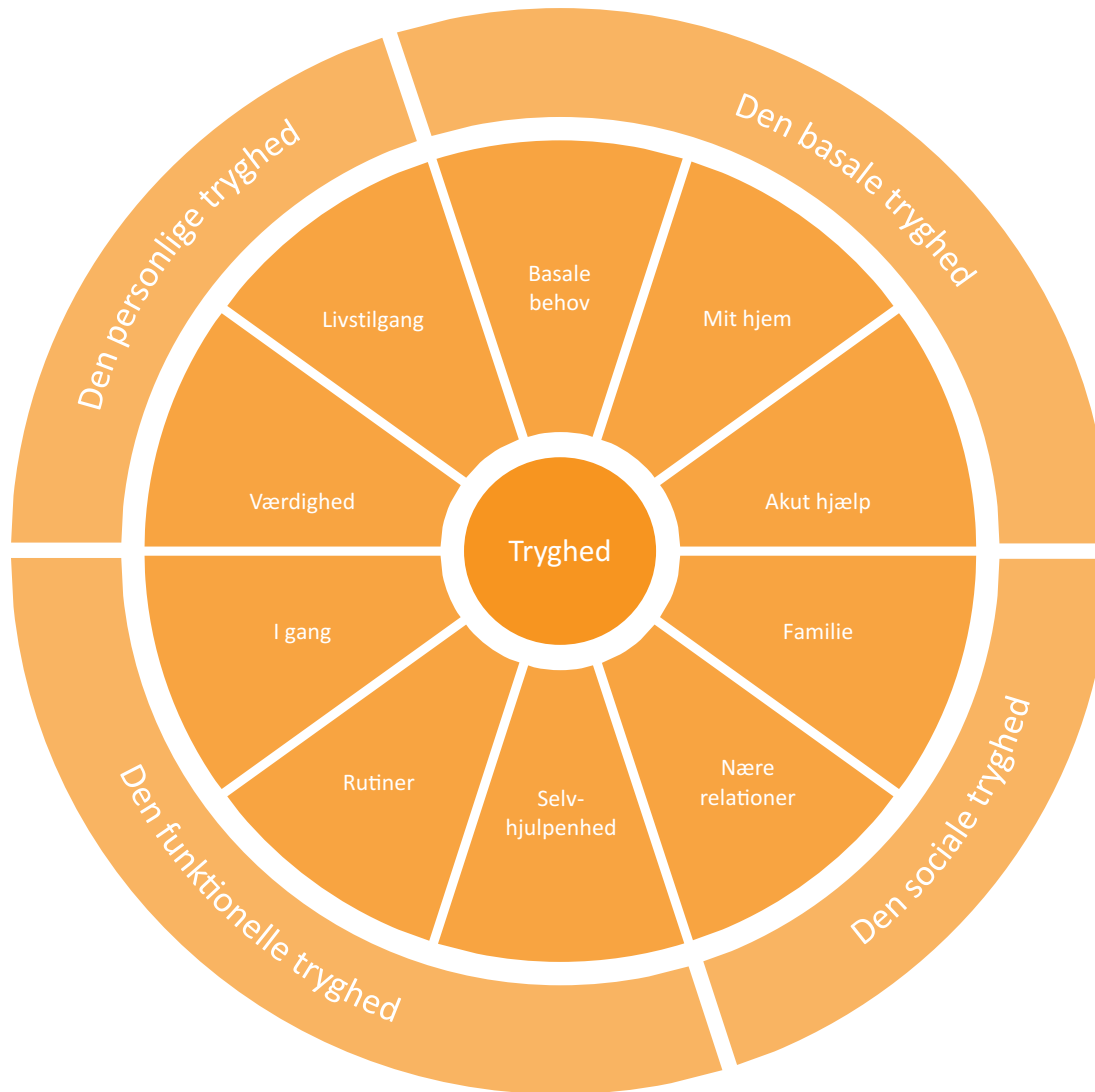 Den basale tryghed
Den personlige tryghed
Basale
behov
Livstilgang
Mit hjem
Værdighed
Akut hjælp
Tryghed
I gang
Familie
Rutiner
Selv-
hjulpenhed
Nære
relationer
Den funktionelle tryghed
Den sociale tryghed